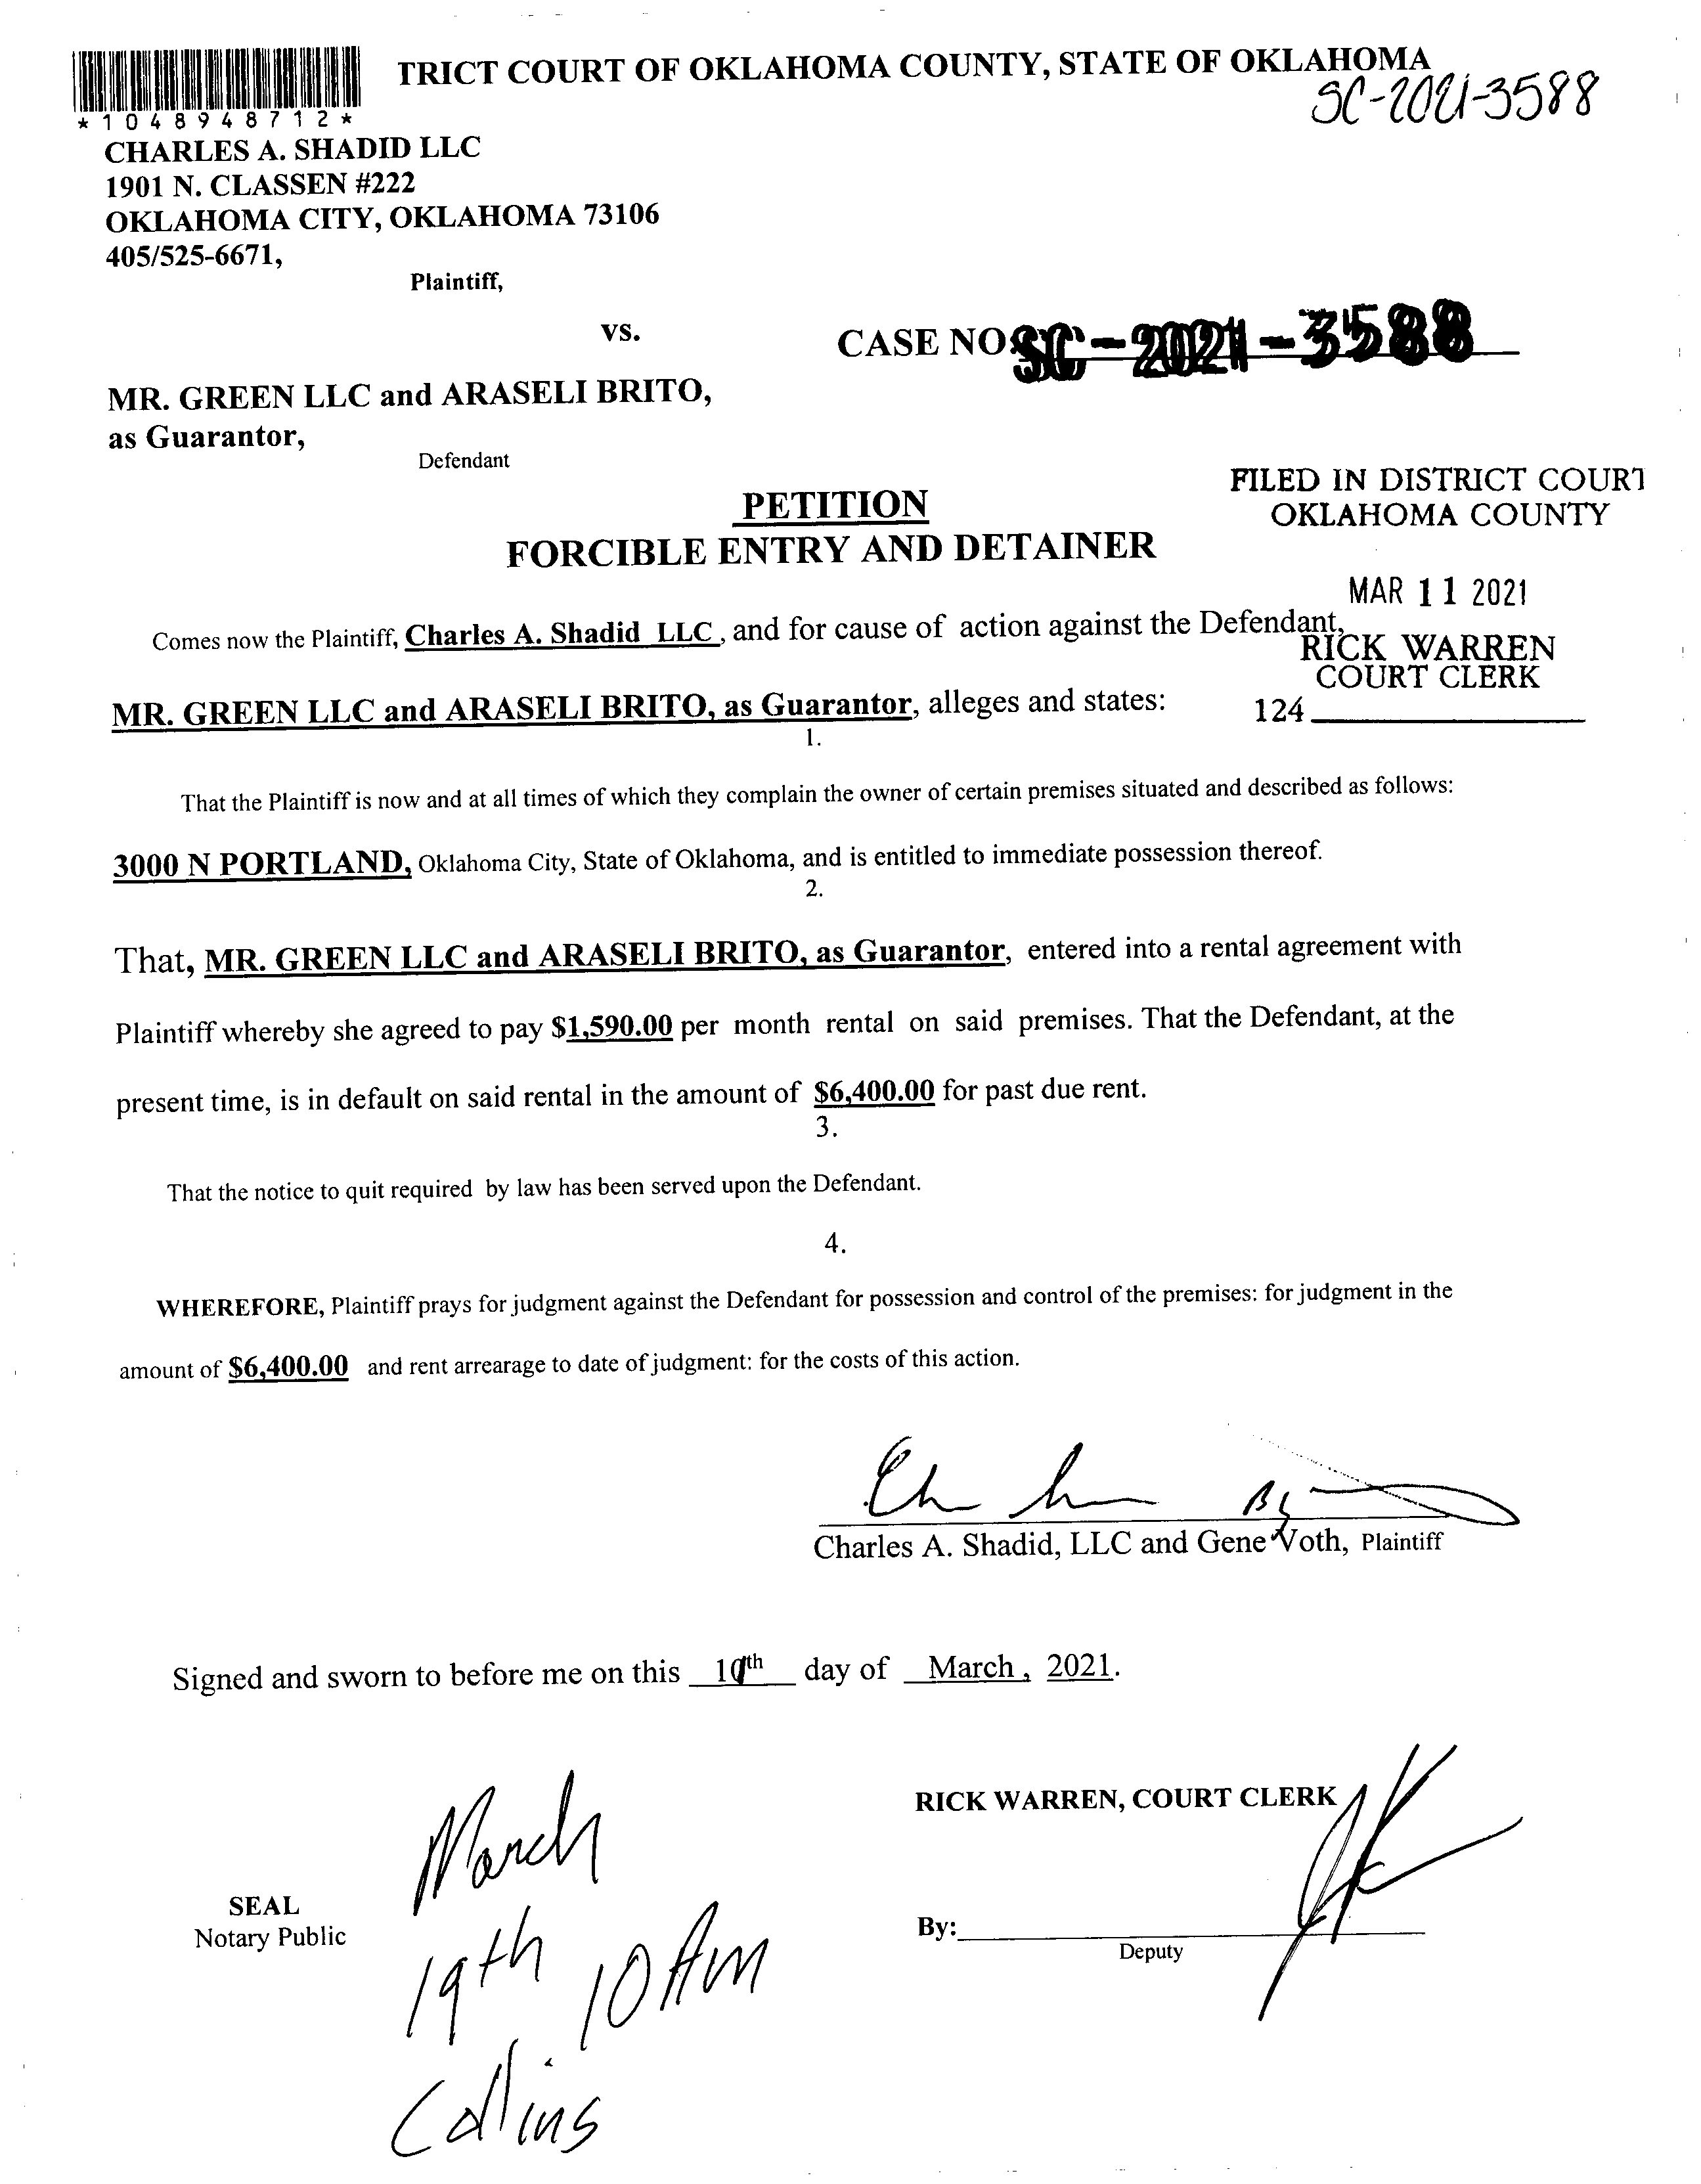 TRICT COURT OF OKLAHOMA COUNTY, STATE OF OKLAHOMA
SC-2021-3588
*1048948712*
CHARLES A. SHADID LLC
1901 N. CLASSEN #222
OKLAHOMA CITY, OKLAHOMA 73106
405/525-6671,
Plaintiff,
vs.
CASE NO SC-2021-3588
MR. GREEN LLC and ARASELI BRITO,
as Guarantor,
Defendant
FILED IN DISTRICT COURT
OKLAHOMA COUNTY
PETITION
FORCIBLE ENTRY AND DETAINER
MAR 11 2021
Comes now the Plaintiff, Charles A. Shadid LLC, and for cause of action against the Defendant,
RICK WARREN
COURT CLERK
MR. GREEN LLC and ARASELI BRITO, as Guarantor, alleges and states:
124
1.
That the Plaintiff is now and at all times of which they complain the owner of certain premises situated and described as follows:
3000 N PORTLAND, Oklahoma City, State of Oklahoma, and is entitled to immediate possession thereof.
2.
That, MR. GREEN LLC and ARASELI BRITO, as Guarantor, entered into a rental agreement with
Plaintiff whereby she agreed to pay $1,590.00 per month rental on said premises. That the Defendant, at the
present time, is in default on said rental in the amount of $6,400.00 for past due rent.
3.
That the notice to quit required by law has been served upon the Defendant.
4.
WHEREFORE, Plaintiff prays for judgment against the Defendant for possession and control of the premises: for judgment in the
amount of $6,400.00 and rent arrearage to date of judgment: for the costs of this action.
Charles A. Shadid, LLC and Gene Voth, Plaintiff
Signed and sworn to before me on this 10th day of March, 2021.
RICK WARREN, COURT CLERK
SEAL
Notary Public
By:
Deputy
March
19th 10 Am
Collins